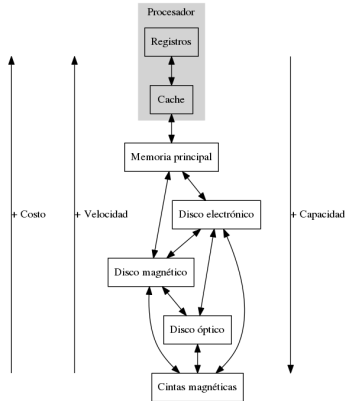 Procesador
Registros
Cache
Memoria principal
+ Costo
+ Velocidad
Disco electrónico
+ Capacidad
Disco magnético
Disco óptico
Cintas magnéticas